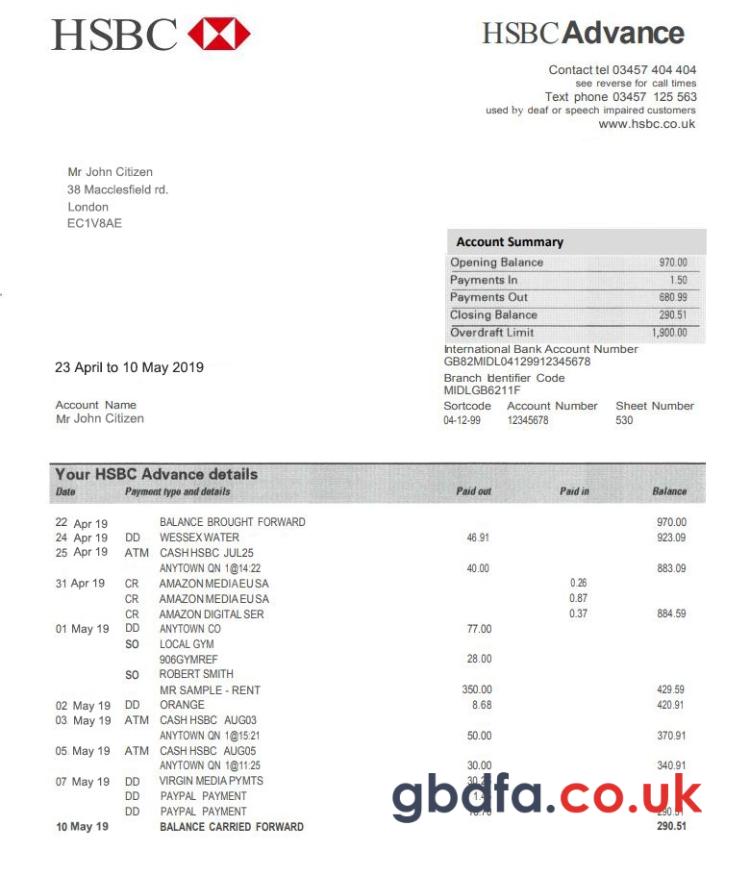 HSBC
HSBC Advance
Contact tel 03457 404 404
see reverse for call times
Text phone 03457 125 563
used by deaf or speech impaired customers
www.hsbc.co.uk
Mr John Citizen
38 Macclesfield rd.
London
EC1V8AE
Account Summary
Opening Balance 970.00
Payments In 1.50
Payments Out 680.99
Closing Balance 290.51
Overdraft Limit 1,900.00
International Bank Account Number
GB82MIDL04129912345678
Branch Identifier Code
MIDLGB6211F
Sortcode Account Number Sheet Number
04-12-99 12345678 530
23 April to 10 May 2019
Account Name
Mr John Citizen
Your HSBC Advance details
Date Payment type and details Paid out Paid in Balance
22 Apr 19 BALANCE BROUGHT FORWARD 970.00
24 Apr 19 DD WESSEX WATER 46.91 923.09
25 Apr 19 ATM CASH HSBC JUL25
ANYTOWN QN 1@14:22 40.00 883.09
31 Apr 19 CR AMAZON MEDIA EU SA 0.26
CR AMAZON MEDIA EU SA 0.87
CR AMAZON DIGITAL SER 0.37 884.59
01 May 19 DD ANYTOWN CO 77.00
SO LOCAL GYM
906GYMREF 28.00
SO ROBERT SMITH
MR SAMPLE - RENT 350.00 429.59
02 May 19 DD ORANGE 8.68 420.91
03 May 19 ATM CASH HSBC AUG03
ANYTOWN QN 1@15:21 50.00 370.91
05 May 19 ATM CASH HSBC AUG05
ANYTOWN QN 1@11:25 30.00 340.91
07 May 19 DD VIRGIN MEDIA PYMTS
DD PAYPAL PAYMENT
DD PAYPAL PAYMENT
gbdfa.co.uk
10 May 19 BALANCE CARRIED FORWARD 290.51